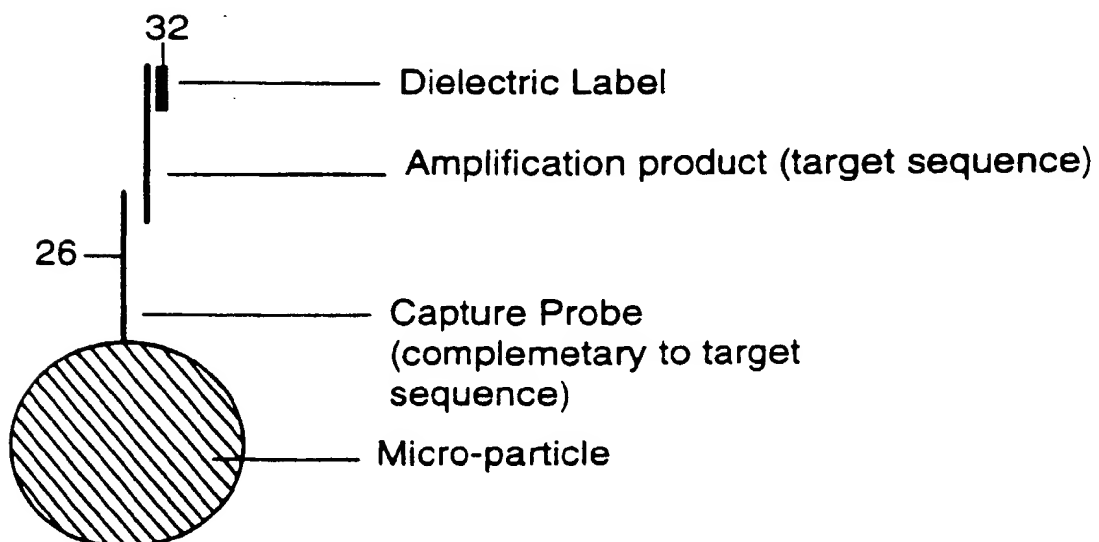 32
Dielectric Label
Amplification product (target sequence)
26
Capture Probe
(complemetary to target
sequence)
Micro-particle